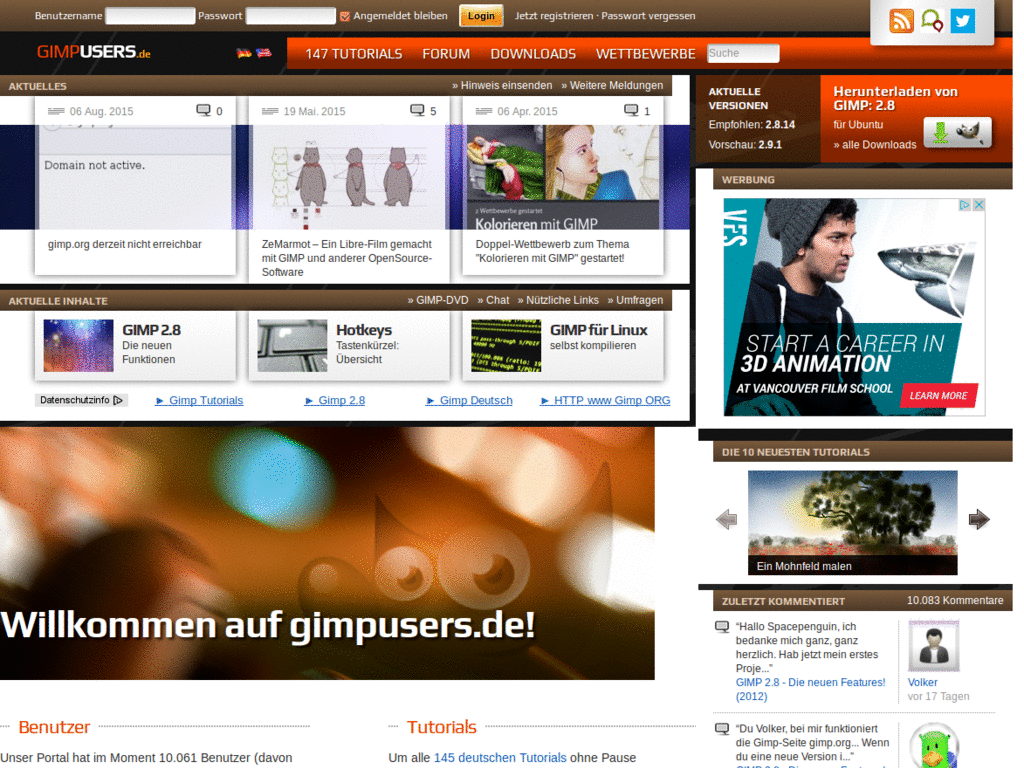 Benutzername Passwort Angemeldet bleiben Login Jetzt registrieren · Passwort vergessen
GIMPUSERS.de
147 TUTORIALS FORUM DOWNLOADS WETTBEWERBE Suche
AKTUELLES » Hinweis einsenden » Weitere Meldungen
06 Aug. 2015 0
Domain not active.
gimp.org derzeit nicht erreichbar
19 Mai. 2015 5
ZeMarmot – Ein Libre-Film gemacht
mit GIMP und anderer OpenSource-
Software
06 Apr. 2015 1
2 Wettbewerbe gestartet
Kolorieren mit GIMP
Doppel-Wettbewerb zum Thema
"Kolorieren mit GIMP" gestartet!
AKTUELLE VERSIONEN
Empfohlen: 2.8.14
Vorschau: 2.9.1
Herunterladen von
GIMP: 2.8
für Ubuntu
» alle Downloads
WERBUNG
VFS
START A CAREER IN
3D ANIMATION
AT VANCOUVER FILM SCHOOL
LEARN MORE
AKTUELLE INHALTE » GIMP-DVD » Chat » Nützliche Links » Umfragen
GIMP 2.8
Die neuen
Funktionen
Hotkeys
Tastenkürzel:
Übersicht
GIMP für Linux
selbst kompilieren
Datenschutzinfo ► Gimp Tutorials ► Gimp 2.8 ► Gimp Deutsch ► HTTP www Gimp ORG
Willkommen auf gimpusers.de!
DIE 10 NEUESTEN TUTORIALS
Ein Mohnfeld malen
ZULETZT KOMMENTIERT 10.083 Kommentare
“Hallo Spacepenguin, ich
bedanke mich ganz, ganz
herzlich. Hab jetzt mein erstes
Proje...”
GIMP 2.8 - Die neuen Features!
(2012)
Volker
vor 17 Tagen
“Du Volker, bei mir funktioniert
die Gimp-Seite gimp.org... Wenn
du eine neue Version i...”
GIMP 2.8 - Die neuen Features!
Benutzer
Unser Portal hat im Moment 10.061 Benutzer (davon
Tutorials
Um alle 145 deutschen Tutorials ohne Pause